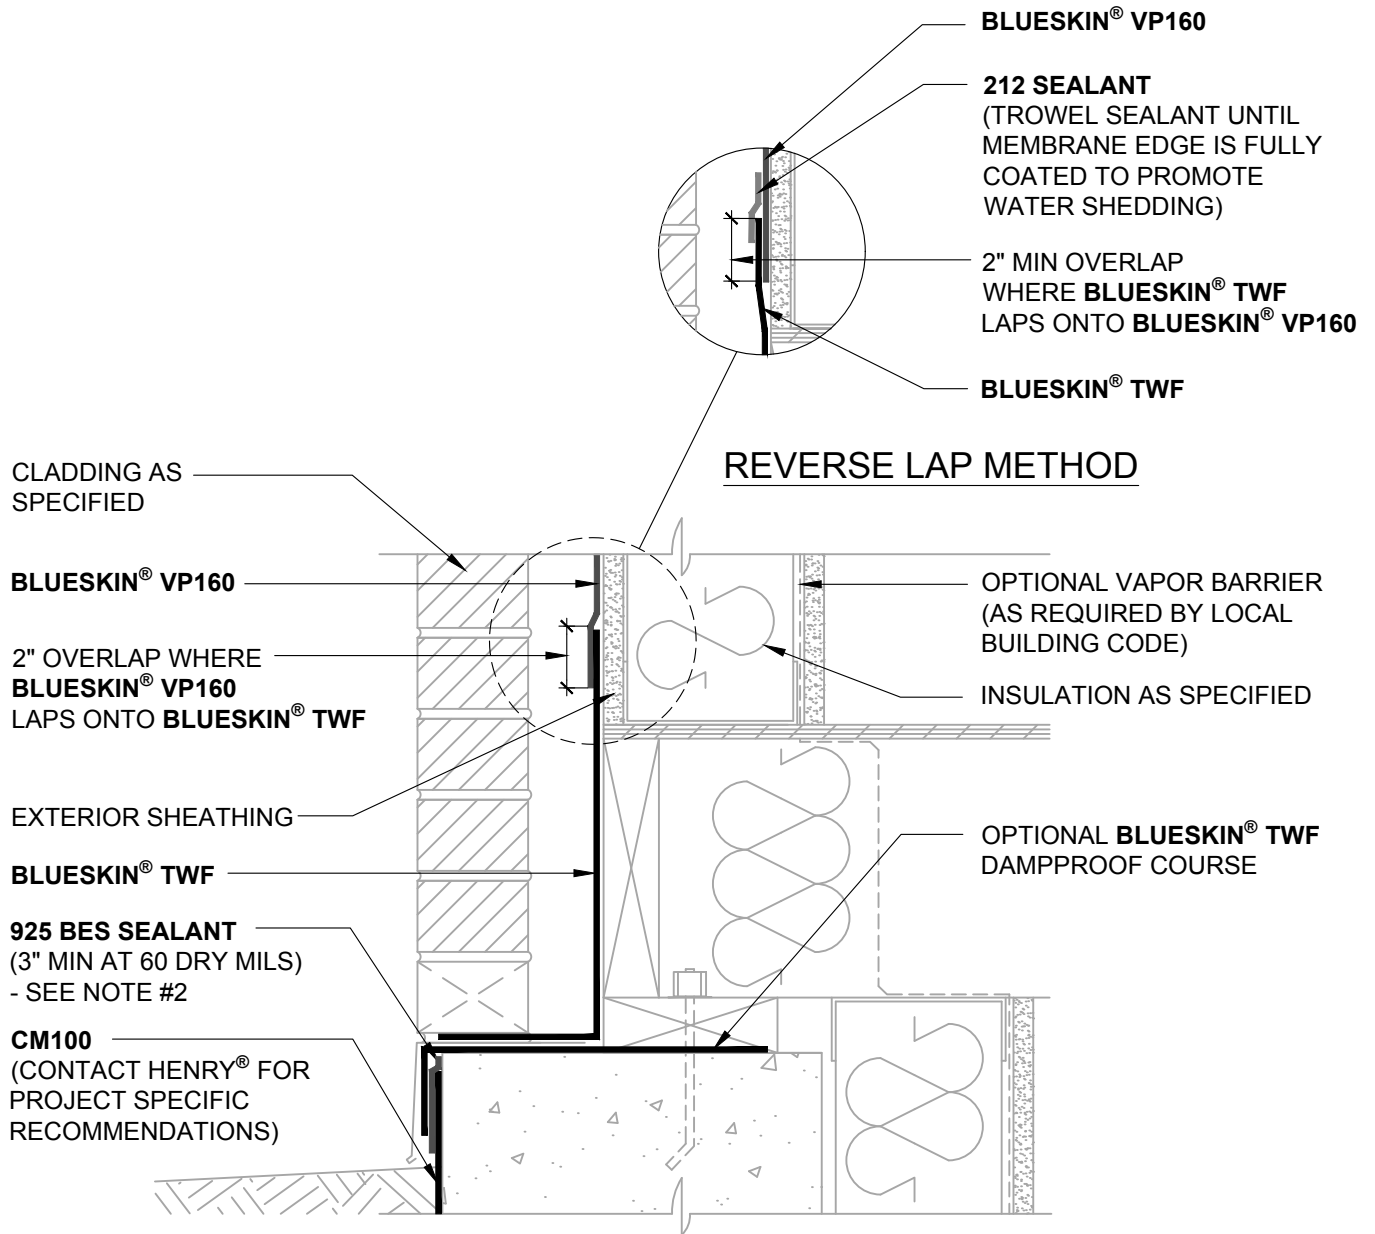 BLUESKIN® VP160
212 SEALANT
(TROWEL SEALANT UNTIL
MEMBRANE EDGE IS FULLY
COATED TO PROMOTE
WATER SHEDDING)
2" MIN OVERLAP
WHERE BLUESKIN® TWF
LAPS ONTO BLUESKIN® VP160
BLUESKIN® TWF
REVERSE LAP METHOD
CLADDING AS
SPECIFIED
BLUESKIN® VP160
2" OVERLAP WHERE
BLUESKIN® VP160
LAPS ONTO BLUESKIN® TWF
EXTERIOR SHEATHING
BLUESKIN® TWF
925 BES SEALANT
(3" MIN AT 60 DRY MILS)
- SEE NOTE #2
CM100
(CONTACT HENRY® FOR
PROJECT SPECIFIC
RECOMMENDATIONS)
OPTIONAL VAPOR BARRIER
(AS REQUIRED BY LOCAL
BUILDING CODE)
INSULATION AS SPECIFIED
OPTIONAL BLUESKIN® TWF
DAMPPROOF COURSE